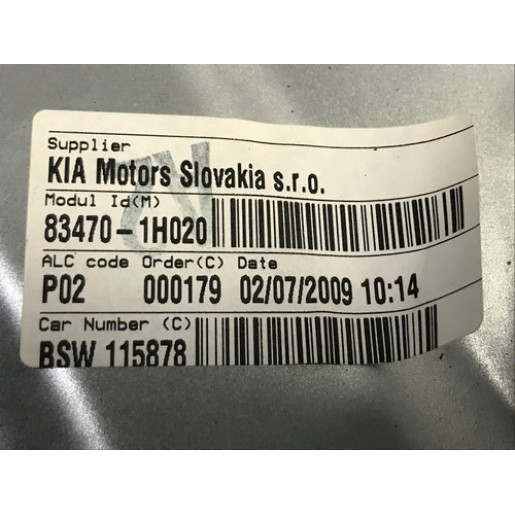 Supplier
KIA Motors Slovakia s.r.o.
Modul Id(M)
83470-1H020
ALC code Order(C) Date
P02 000179 02/07/2009 10:14
Car Number (C)
BSW 115878